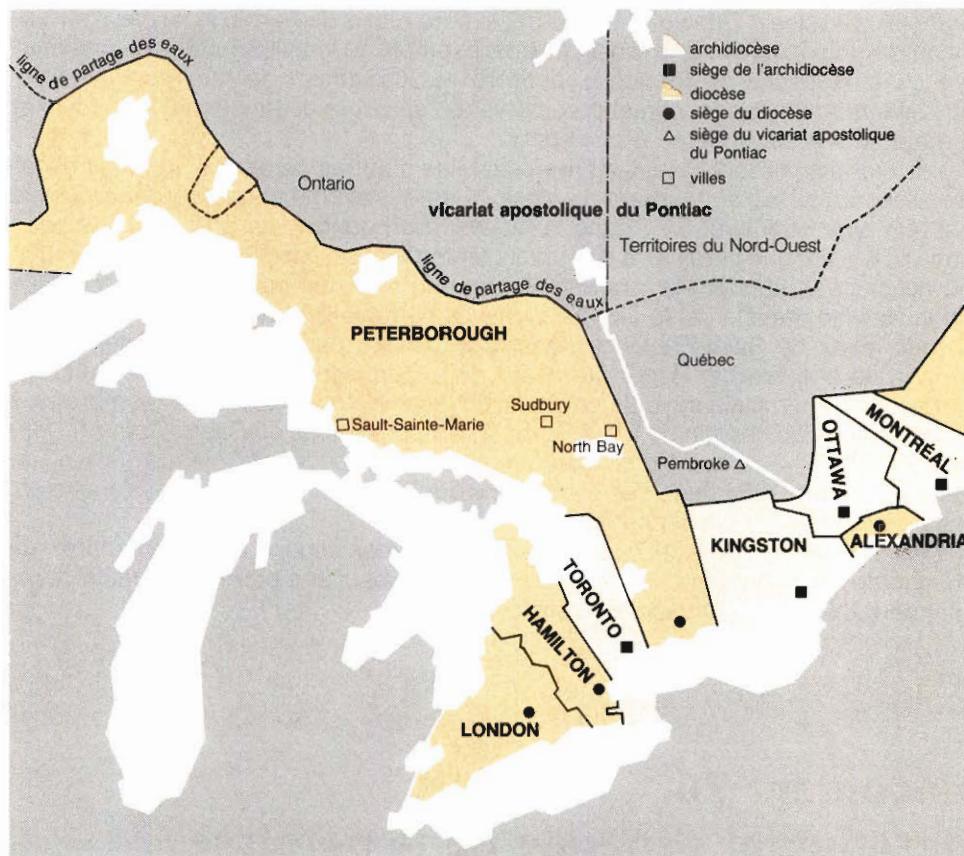 ligne de partage des eaux
archidiocèse
siège de l'archidiocèse
diocèse
siège du diocèse
siège du vicariat apostolique
du Pontiac
villes
Ontario
vicariat apostolique du Pontiac
Territoires du Nord-Ouest
ligne de partage des eaux
PETERBOROUGH
Québec
Sault-Sainte-Marie
Sudbury
North Bay
Pembroke
OTTAWA
MONTRÉAL
KINGSTON
ALEXANDRIA
TORONTO
HAMILTON
LONDON